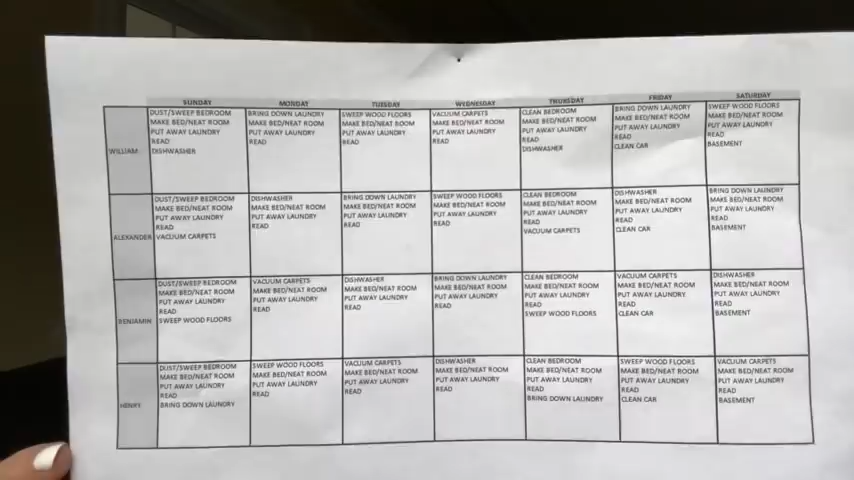 SUNDAY MONDAY TUESDAY WEDNESDAY THURSDAY FRIDAY SATURDAY
WILLIAM
DUST/SWEEP BEDROOM
MAKE BED/NEAT ROOM
PUT AWAY LAUNDRY
READ
DISHWASHER
BRING DOWN LAUNDRY
MAKE BED/NEAT ROOM
PUT AWAY LAUNDRY
READ
SWEEP WOOD FLOORS
MAKE BED/NEAT ROOM
PUT AWAY LAUNDRY
READ
VACUUM CARPETS
MAKE BED/NEAT ROOM
PUT AWAY LAUNDRY
READ
CLEAN BEDROOM
MAKE BED/NEAT ROOM
PUT AWAY LAUNDRY
READ
DISHWASHER
BRING DOWN LAUNDRY
MAKE BED/NEAT ROOM
PUT AWAY LAUNDRY
READ
CLEAN CAR
SWEEP WOOD FLOORS
MAKE BED/NEAT ROOM
PUT AWAY LAUNDRY
READ
BASEMENT
ALEXANDER
DUST/SWEEP BEDROOM
MAKE BED/NEAT ROOM
PUT AWAY LAUNDRY
READ
VACUUM CARPETS
DISHWASHER
MAKE BED/NEAT ROOM
PUT AWAY LAUNDRY
READ
BRING DOWN LAUNDRY
MAKE BED/NEAT ROOM
PUT AWAY LAUNDRY
READ
SWEEP WOOD FLOORS
MAKE BED/NEAT ROOM
PUT AWAY LAUNDRY
READ
CLEAN BEDROOM
MAKE BED/NEAT ROOM
PUT AWAY LAUNDRY
READ
VACUUM CARPETS
DISHWASHER
MAKE BED/NEAT ROOM
PUT AWAY LAUNDRY
READ
CLEAN CAR
BRING DOWN LAUNDRY
MAKE BED/NEAT ROOM
PUT AWAY LAUNDRY
READ
BASEMENT
BENJAMIN
DUST/SWEEP BEDROOM
MAKE BED/NEAT ROOM
PUT AWAY LAUNDRY
READ
SWEEP WOOD FLOORS
VACUUM CARPETS
MAKE BED/NEAT ROOM
PUT AWAY LAUNDRY
READ
DISHWASHER
MAKE BED/NEAT ROOM
PUT AWAY LAUNDRY
READ
BRING DOWN LAUNDRY
MAKE BED/NEAT ROOM
PUT AWAY LAUNDRY
READ
CLEAN BEDROOM
MAKE BED/NEAT ROOM
PUT AWAY LAUNDRY
READ
SWEEP WOOD FLOORS
VACUUM CARPETS
MAKE BED/NEAT ROOM
PUT AWAY LAUNDRY
READ
CLEAN CAR
DISHWASHER
MAKE BED/NEAT ROOM
PUT AWAY LAUNDRY
READ
BASEMENT
HENRY
DUST/SWEEP BEDROOM
MAKE BED/NEAT ROOM
PUT AWAY LAUNDRY
READ
BRING DOWN LAUNDRY
SWEEP WOOD FLOORS
MAKE BED/NEAT ROOM
PUT AWAY LAUNDRY
READ
VACUUM CARPETS
MAKE BED/NEAT ROOM
PUT AWAY LAUNDRY
READ
DISHWASHER
MAKE BED/NEAT ROOM
PUT AWAY LAUNDRY
READ
CLEAN BEDROOM
MAKE BED/NEAT ROOM
PUT AWAY LAUNDRY
READ
BRING DOWN LAUNDRY
SWEEP WOOD FLOORS
MAKE BED/NEAT ROOM
PUT AWAY LAUNDRY
READ
CLEAN CAR
VACUUM CARPETS
MAKE BED/NEAT ROOM
PUT AWAY LAUNDRY
READ
BASEMENT